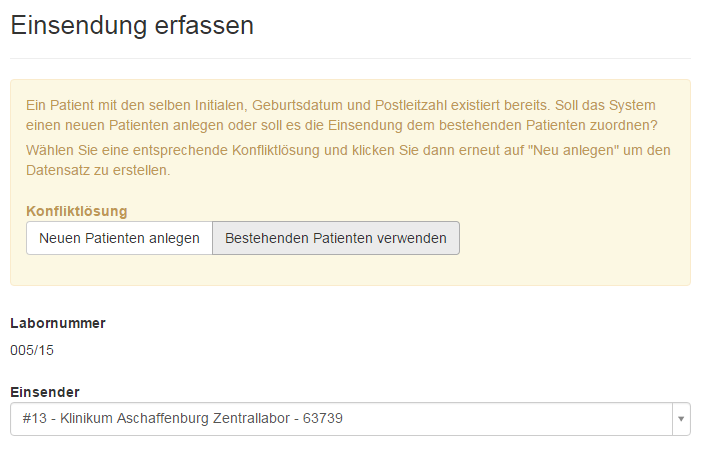 Einsendung erfassen
Ein Patient mit den selben Initialen, Geburtsdatum und Postleitzahl existiert bereits. Soll das System
einen neuen Patienten anlegen oder soll es die Einsendung dem bestehenden Patienten zuordnen?
Wählen Sie eine entsprechende Konfliktlösung und klicken Sie dann erneut auf "Neu anlegen" um den
Datensatz zu erstellen.
Konfliktlösung
Neuen Patienten anlegen Bestehenden Patienten verwenden
Labornummer
005/15
Einsender
#13 - Klinikum Aschaffenburg Zentrallabor - 63739